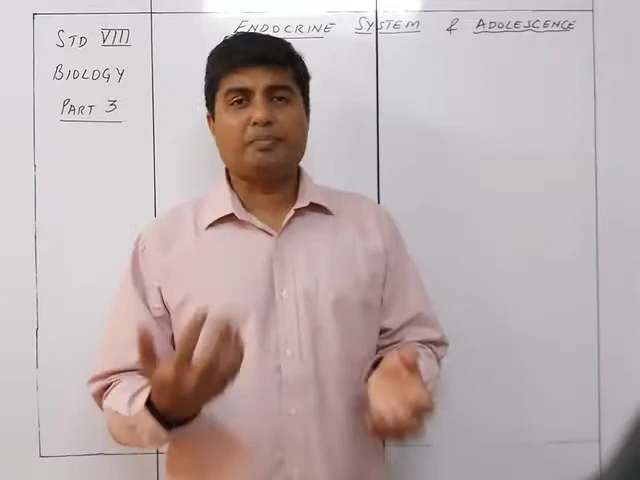 STD VIII
BIOLOGY
PART 3
ENDOCRINE SYSTEM & ADOLESCENCE